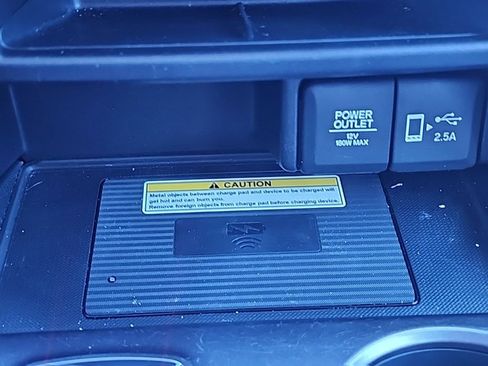 POWER
OUTLET
12V
180W MAX
2.5A
CAUTION
Metal objects between charge pad and device to be charged will
get hot and can burn you.
Remove foreign objects from charge pad before charging device.